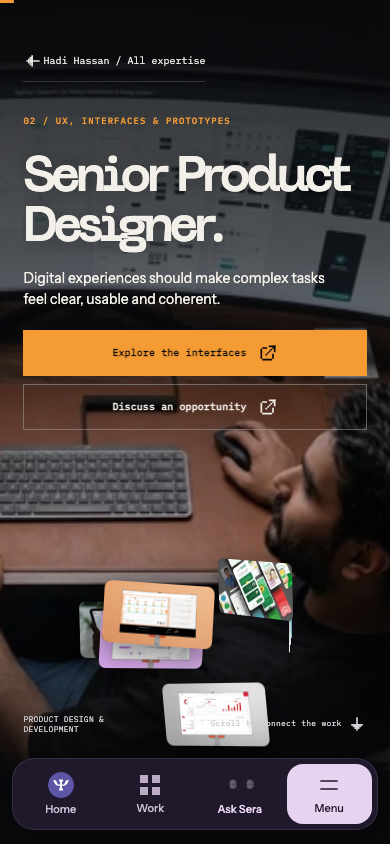 Hadi Hassan / All expertise
02 / UX, INTERFACES & PROTOTYPES
Senior Product
Designer.
Digital experiences should make complex tasks
feel clear, usable and coherent.
Explore the interfaces
Discuss an opportunity
PRODUCT DESIGN &
DEVELOPMENT
Scroll t onnect the work
Home
Work
Ask Sera
Menu